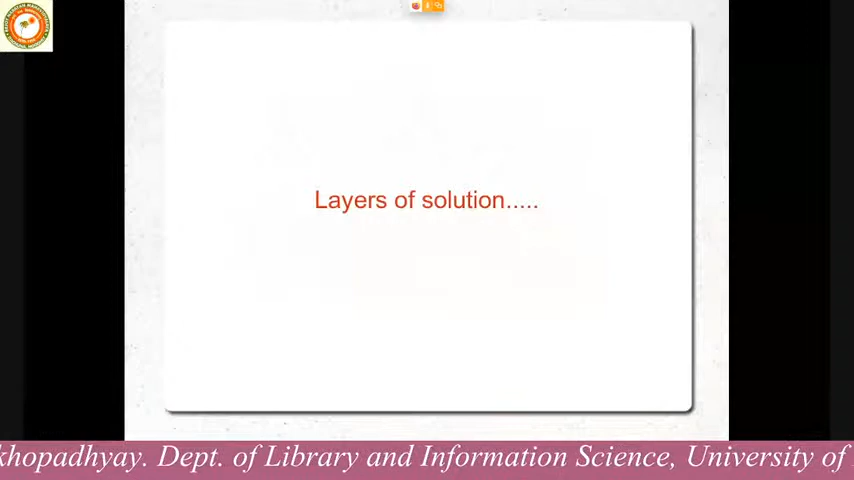 Layers of solution.....
khopadhyay. Dept. of Library and Information Science, University of